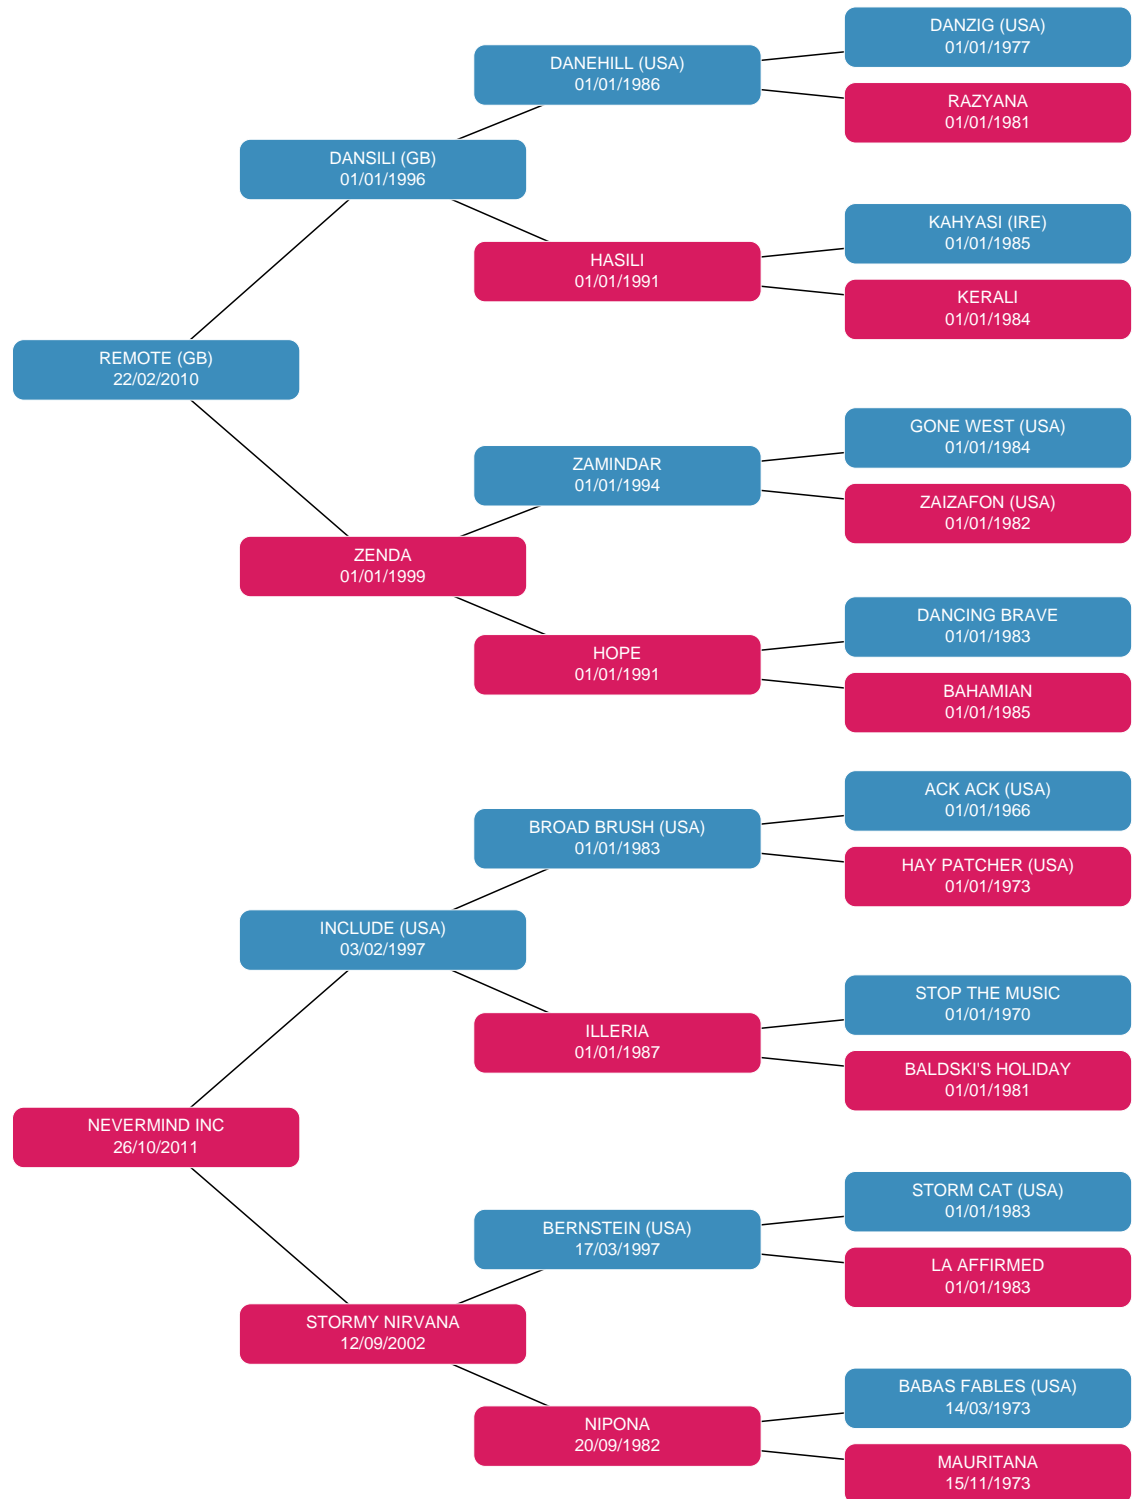 DANZIG (USA)
01/01/1977
DANEHILL (USA)
01/01/1986
RAZYANA
01/01/1981
DANSILI (GB)
01/01/1996
KAHYASI (IRE)
01/01/1985
HASILI
01/01/1991
KERALI
01/01/1984
REMOTE (GB)
22/02/2010
GONE WEST (USA)
01/01/1984
ZAMINDAR
01/01/1994
ZAIZAFON (USA)
01/01/1982
ZENDA
01/01/1999
DANCING BRAVE
01/01/1983
HOPE
01/01/1991
BAHAMIAN
01/01/1985
ACK ACK (USA)
01/01/1966
BROAD BRUSH (USA)
01/01/1983
HAY PATCHER (USA)
01/01/1973
INCLUDE (USA)
03/02/1997
STOP THE MUSIC
01/01/1970
ILLERIA
01/01/1987
BALDSKI'S HOLIDAY
01/01/1981
NEVERMIND INC
26/10/2011
STORM CAT (USA)
01/01/1983
BERNSTEIN (USA)
17/03/1997
LA AFFIRMED
01/01/1983
STORMY NIRVANA
12/09/2002
BABAS FABLES (USA)
14/03/1973
NIPONA
20/09/1982
MAURITANA
15/11/1973